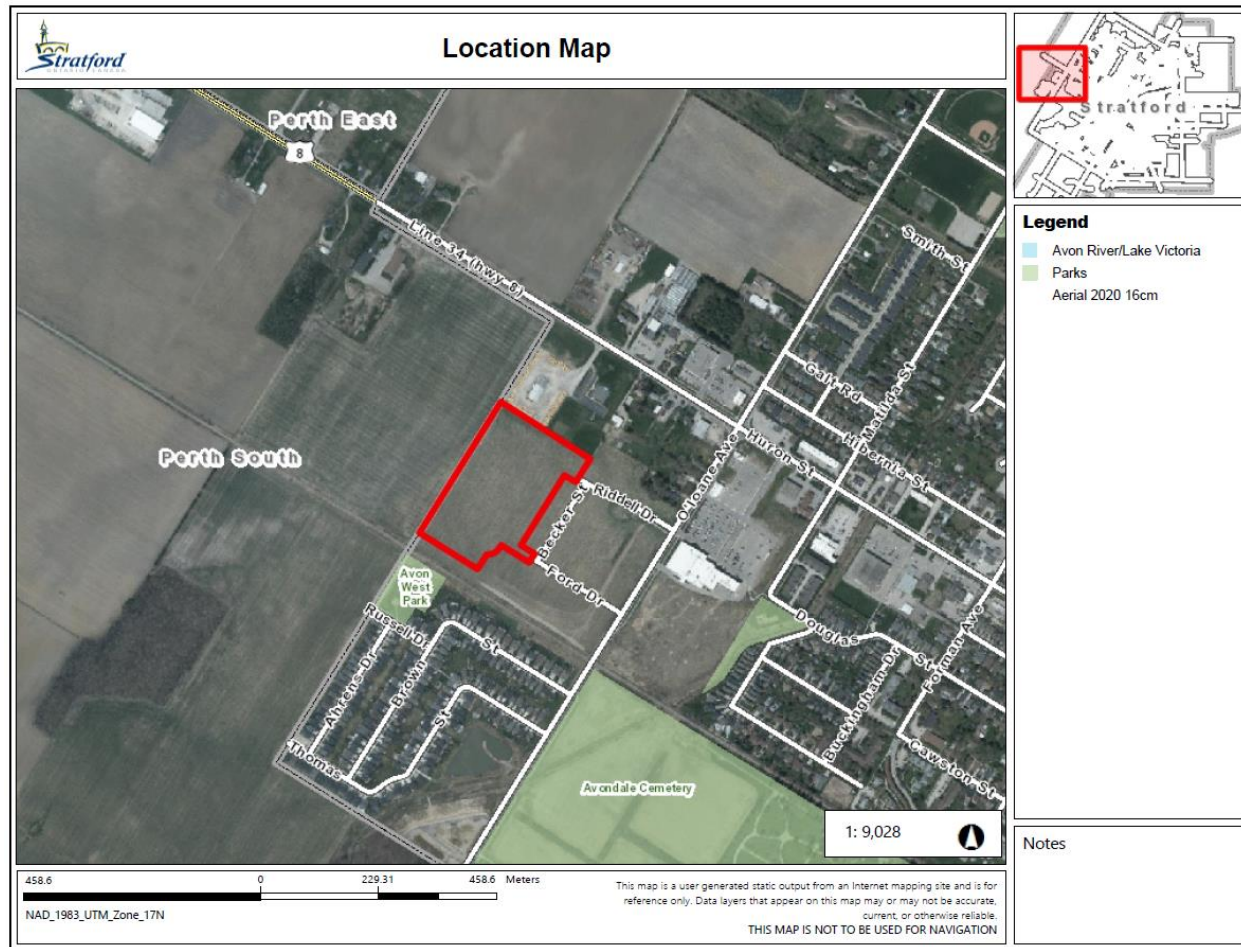 Stratford
ONTARIO CANADA
Location Map
Stratford
Perth East
8
Line 34 (hwy 8)
Smith St
Galt Rd
Matilda St
Hibernia St
Huron St
O'loane Ave
Perth South
Becker St
Riddell Dr
Ford Dr
Avon
West
Park
Russell Dr
Ahrens Dr
Brown St
St
Thomas
Douglas St
Buckingham Dr
Forman Ave
Cawston St
Avondale Cemetery
1: 9,028
Legend
Avon River/Lake Victoria
Parks
Aerial 2020 16cm
Notes
458.6 0 229.31 458.6 Meters
NAD_1983_UTM_Zone_17N
This map is a user generated static output from an Internet mapping site and is for
reference only. Data layers that appear on this map may or may not be accurate,
current, or otherwise reliable.
THIS MAP IS NOT TO BE USED FOR NAVIGATION